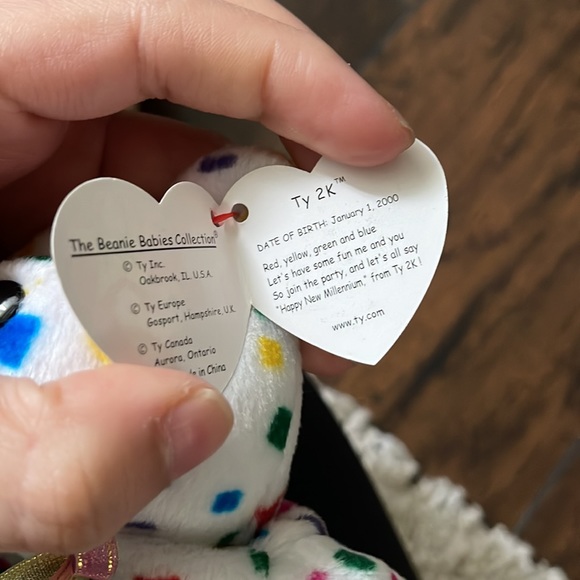 The Beanie Babies Collection®
© Ty Inc.
Oakbrook, IL. U.S.A.
© Ty Europe
Gosport, Hampshire, U.K.
© Ty Canada
Aurora, Ontario
in China
Ty 2K™
DATE OF BIRTH: January 1, 2000
Red, yellow, green and blue
Let's have some fun me and you
So join the party, and let's all say
"Happy New Millennium," from Ty 2K!
www.ty.com